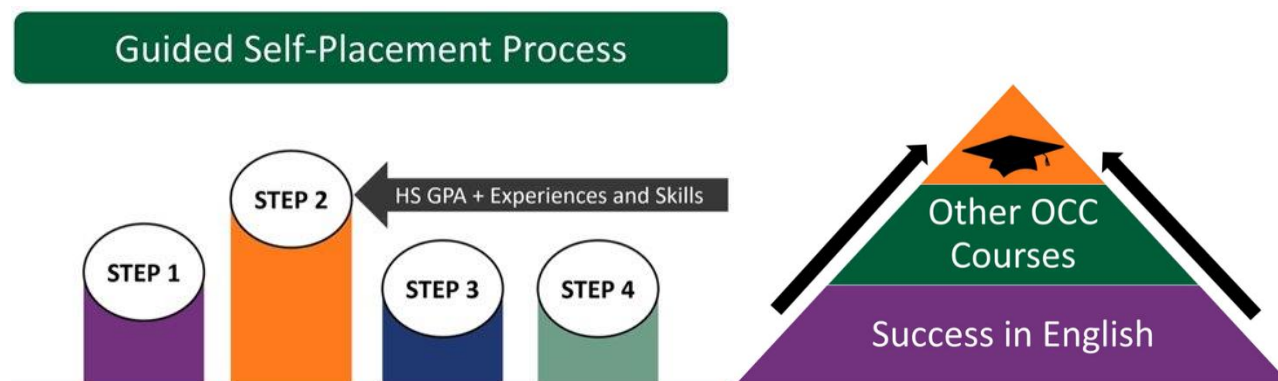 Guided Self-Placement Process
STEP 1
STEP 2
HS GPA + Experiences and Skills
STEP 3
STEP 4
Other OCC
Courses
Success in English